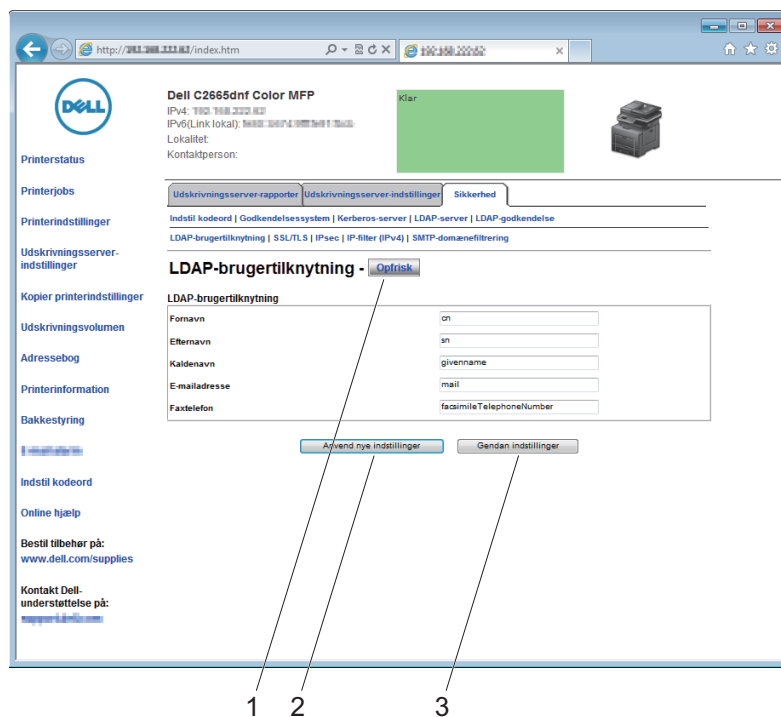 http:// /index.htm
DELL
Dell C2665dnf Color MFP
IPv4:
IPv6(Link lokal):
Lokalitet:
Kontaktperson:
Klar
Printerstatus
Printerjobs
Printerindstillinger
Udskrivningsserver-
indstillinger
Kopier printerindstillinger
Udskrivningsvolumen
Adressebog
Printerinformation
Bakkestyring
Indstil kodeord
Online hjælp
Bestil tilbehør på:
www.dell.com/supplies
Kontakt Dell-
understøttelse på:
Udskrivningsserver-rapporter Udskrivningsserver-indstillinger Sikkerhed
Indstil kodeord | Godkendelsessystem | Kerberos-server | LDAP-server | LDAP-godkendelse
LDAP-brugertilknytning | SSL/TLS | IPsec | IP-filter (IPv4) | SMTP-domænefiltrering
LDAP-brugertilknytning - Opfrisk
LDAP-brugertilknytning
Fornavn cn
Efternavn sn
Kaldenavn givenname
E-mailadresse mail
Faxtelefon facsimileTelephoneNumber
Anvend nye indstillinger Gendan indstillinger
1 2 3